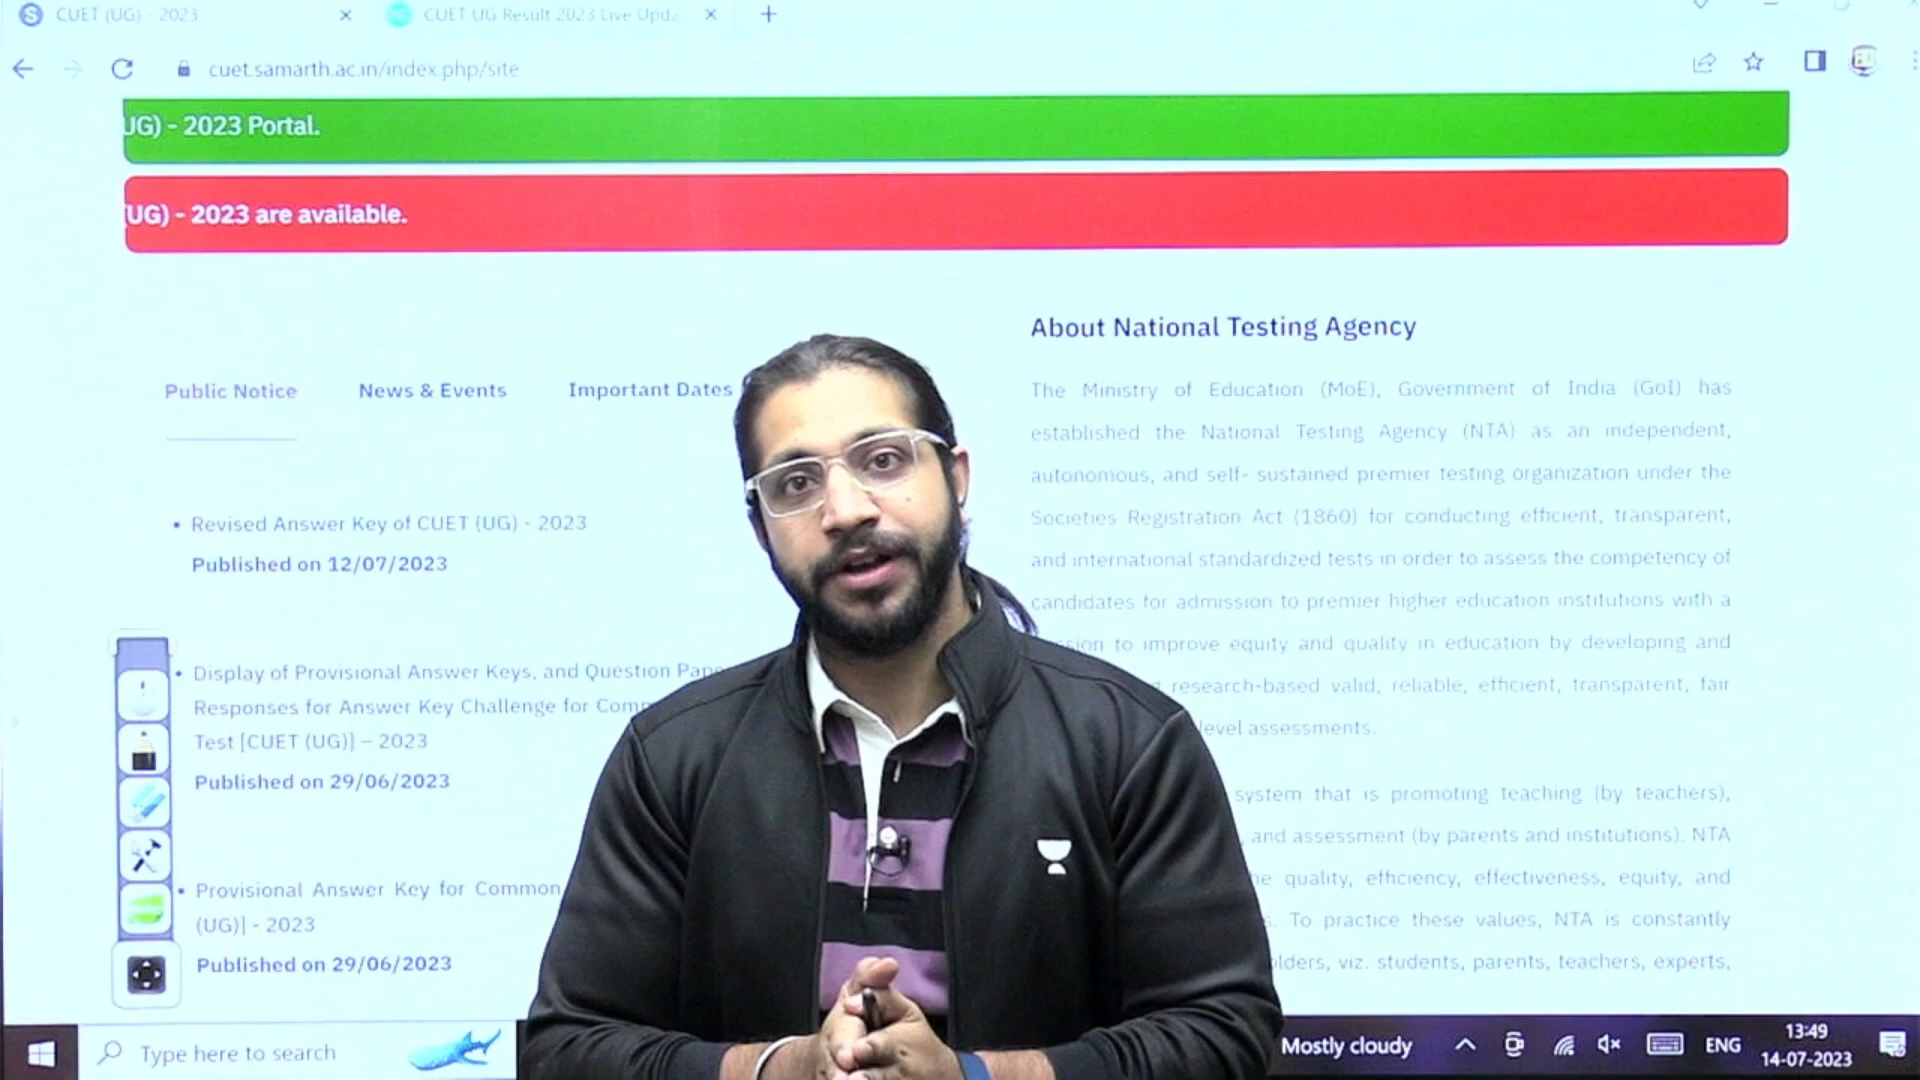 CUET (UG) - 2023
CUET UG Result 2023 Live Upda
cuet.samarth.ac.in/index.php/site
UG) - 2023 Portal.
(UG) - 2023 are available.
Public Notice
News & Events
Important Dates
Revised Answer Key of CUET (UG) - 2023
Published on 12/07/2023
Display of Provisional Answer Keys, and Question Pape
Responses for Answer Key Challenge for Com
Test [CUET (UG)] – 2023
Published on 29/06/2023
Provisional Answer Key for Common
(UG)] - 2023
Published on 29/06/2023
About National Testing Agency
The Ministry of Education (MoE), Government of India (GoI) has
established the National Testing Agency (NTA) as an independent,
autonomous, and self- sustained premier testing organization under the
Societies Registration Act (1860) for conducting efficient, transparent,
and international standardized tests in order to assess the competency of
candidates for admission to premier higher education institutions with a
ssion to improve equity and quality in education by developing and
research-based valid, reliable, efficient, transparent, fair
level assessments.
system that is promoting teaching (by teachers),
, and assessment (by parents and institutions). NTA
he quality, efficiency, effectiveness, equity, and
s. To practice these values, NTA is constantly
olders, viz. students, parents, teachers, experts,
Type here to search
Mostly cloudy
ENG
13:49
14-07-2023